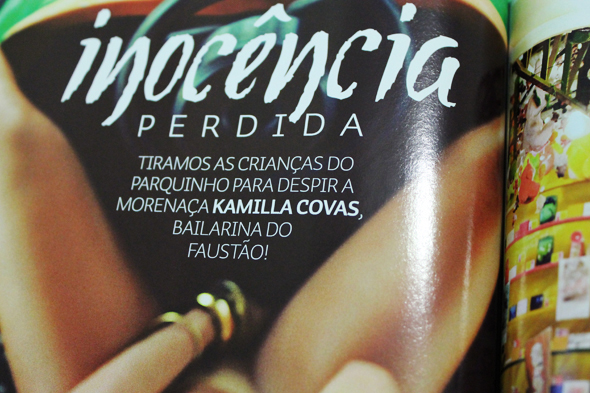 inocência
PERDIDA
TIRAMOS AS CRIANÇAS DO
PARQUINHO PARA DESPIR A
MORENAÇA KAMILLA COVAS,
BAILARINA DO
FAUSTÃO!